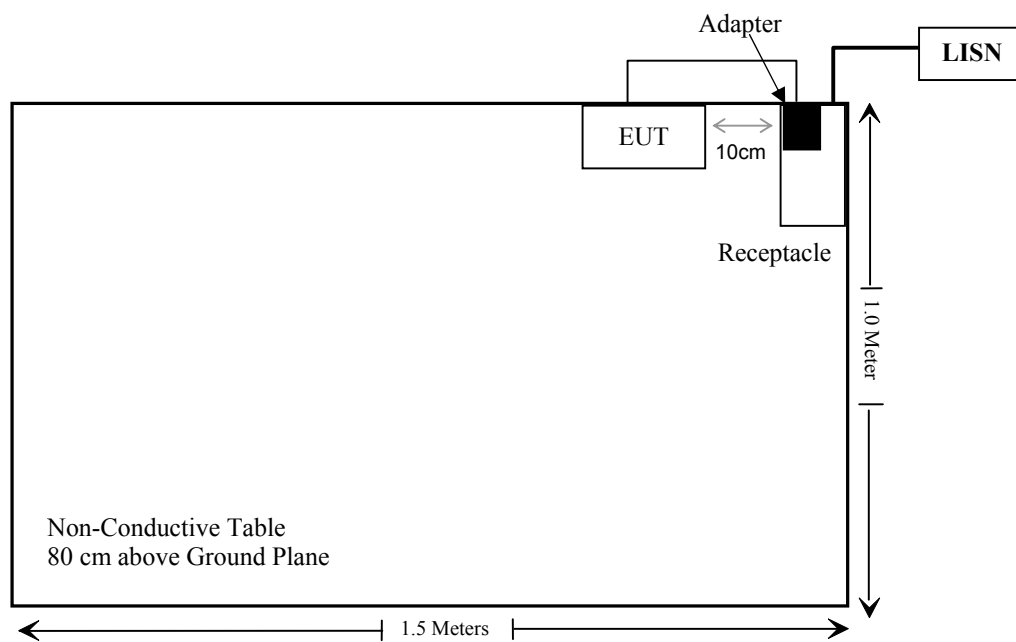 Adapter
LISN
EUT
10cm
Receptacle
1.0 Meter
Non-Conductive Table
80 cm above Ground Plane
1.5 Meters